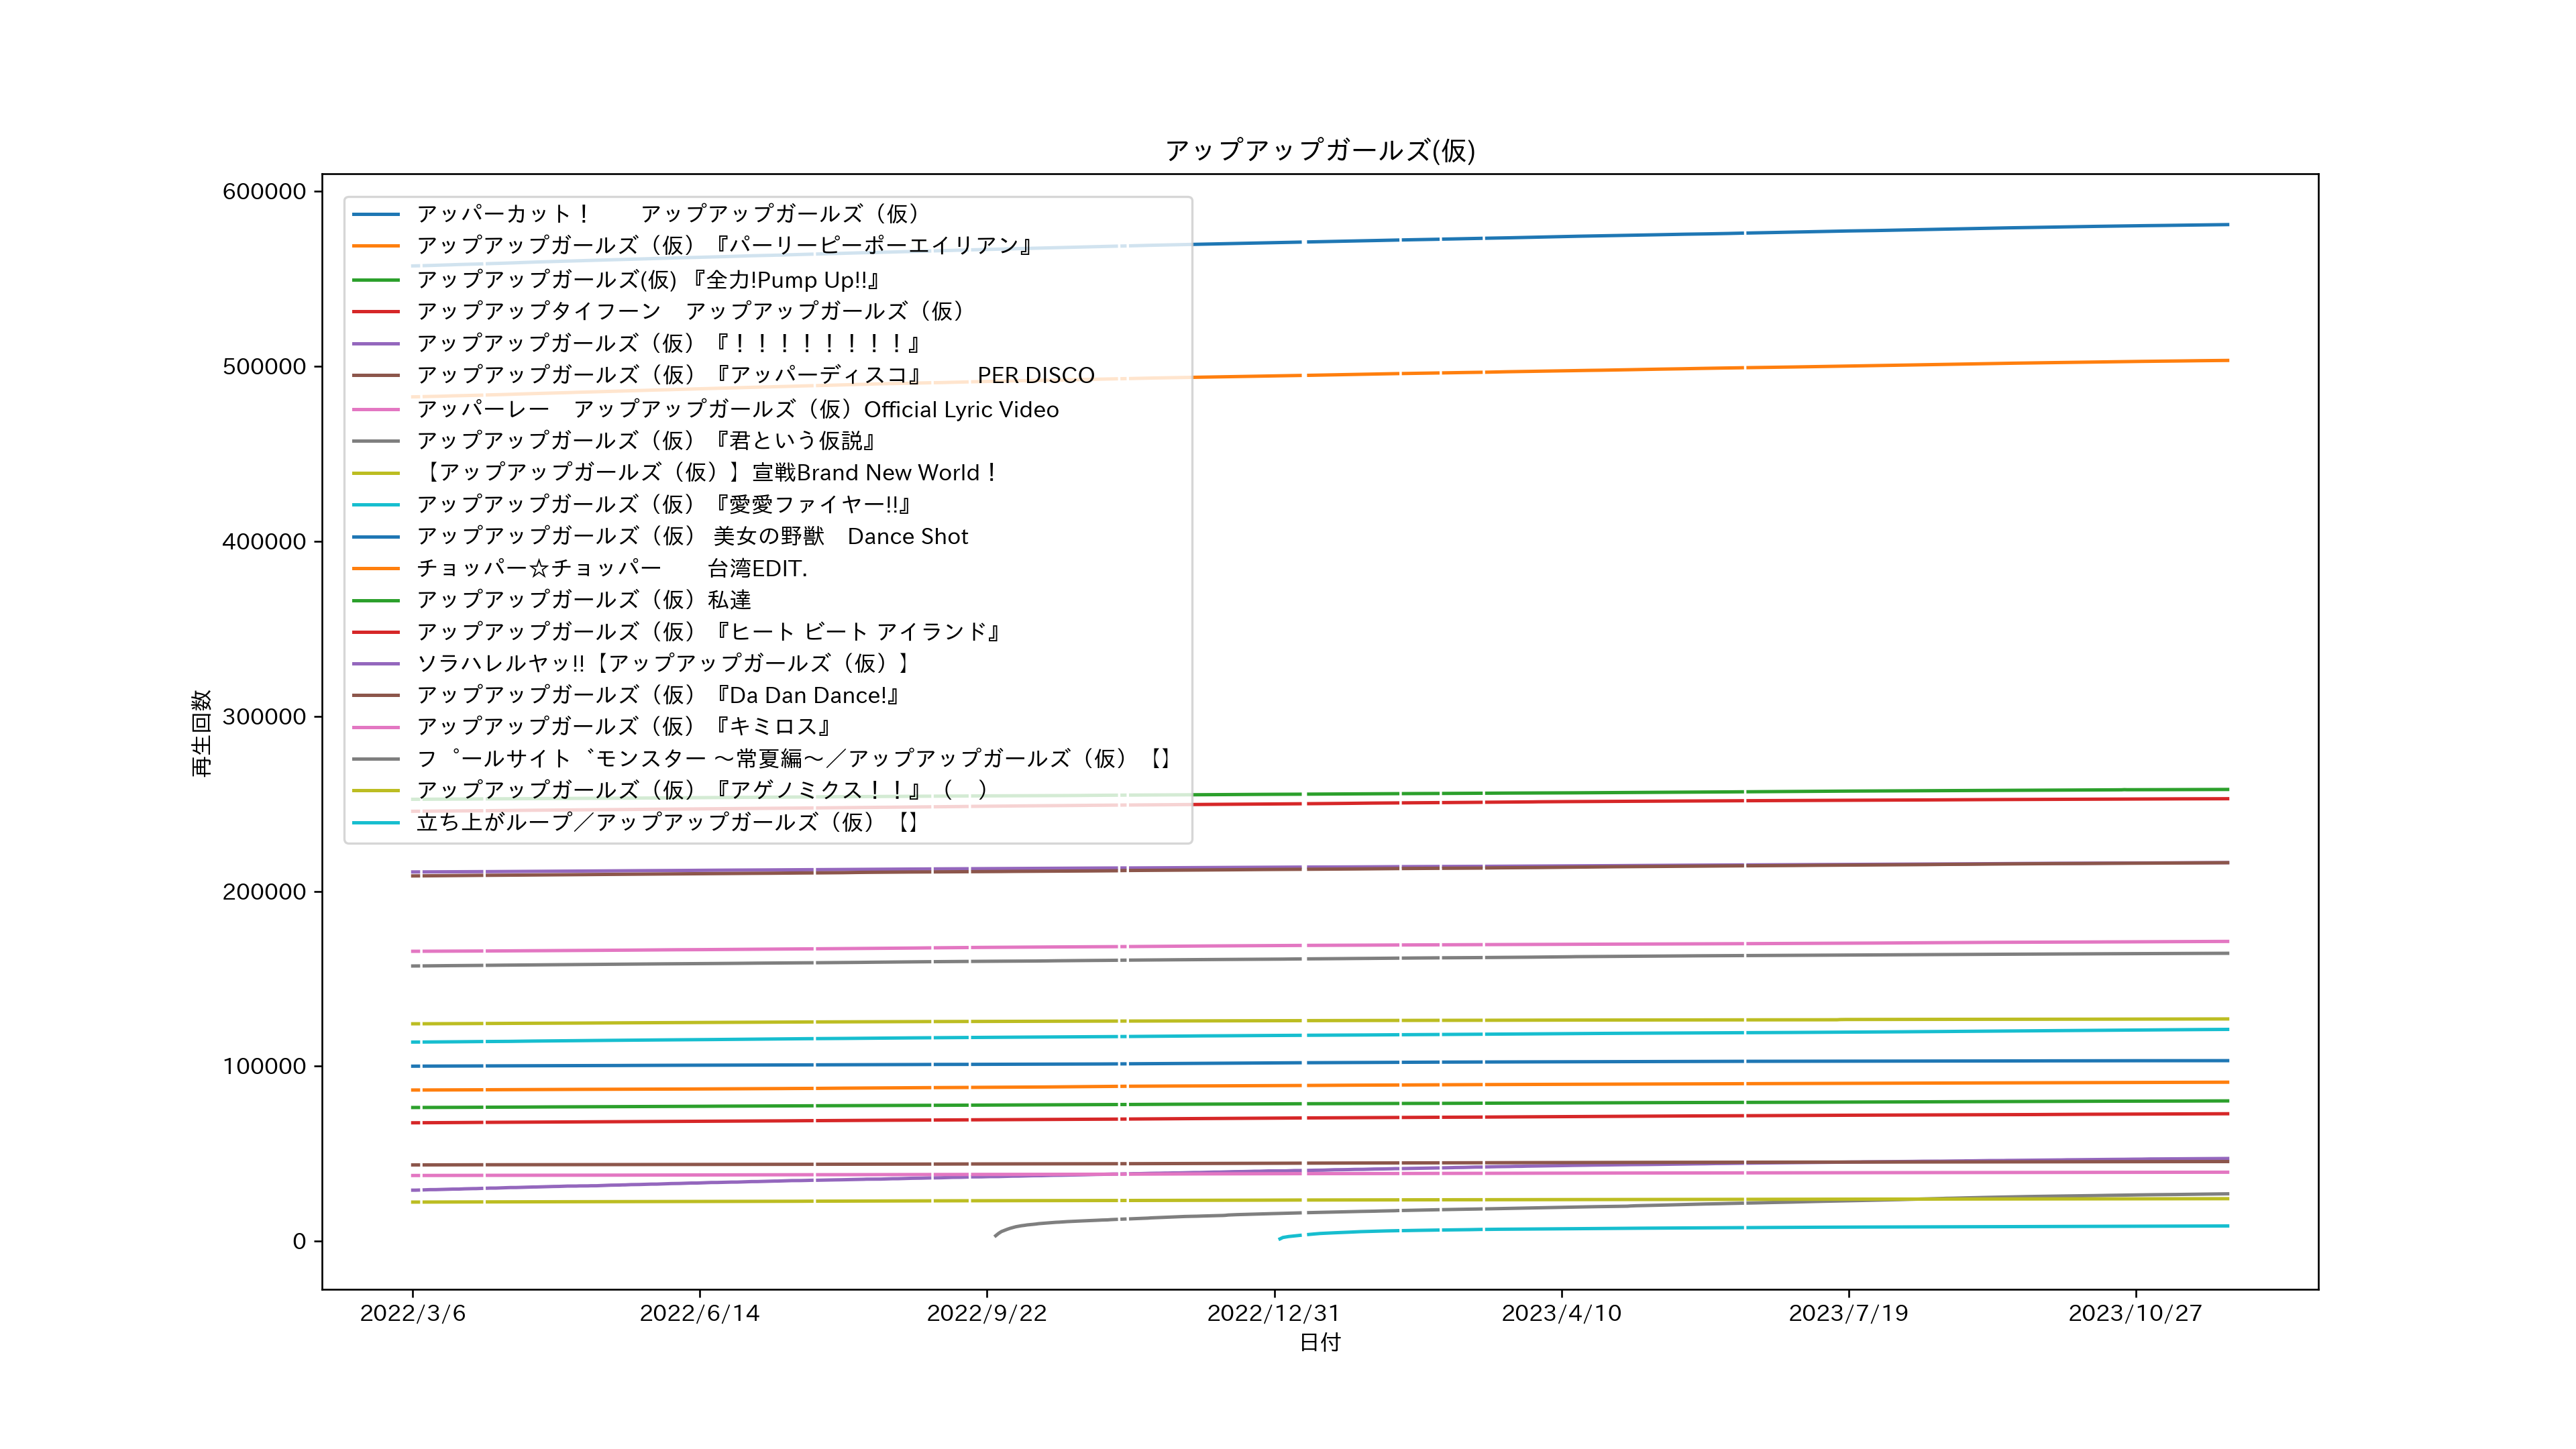 アップアップガールズ(仮)
600000
500000
400000
300000
200000
100000
0
再生回数
アッパーカット！　　アップアップガールズ（仮）
アップアップガールズ（仮）『パーリーピーポーエイリアン』
アップアップガールズ(仮) 『全力!Pump Up!!』
アップアップタイフーン　アップアップガールズ（仮）
アップアップガールズ（仮）『！！！！！！！！』
アップアップガールズ（仮）『アッパーディスコ』　　PER DISCO
アッパーレー　アップアップガールズ（仮）Official Lyric Video
アップアップガールズ（仮）『君という仮説』
【アップアップガールズ（仮）】宣戦Brand New World！
アップアップガールズ（仮）『愛愛ファイヤー!!』
アップアップガールズ（仮） 美女の野獣　Dance Shot
チョッパー☆チョッパー　　台湾EDIT.
アップアップガールズ（仮）私達
アップアップガールズ（仮）『ヒート ビート アイランド』
ソラハレルヤッ!!【アップアップガールズ（仮）】
アップアップガールズ（仮）『Da Dan Dance!』
アップアップガールズ（仮）『キミロス』
フ゜ールサイト゛モンスター ～常夏編～／アップアップガールズ（仮）【】
アップアップガールズ（仮）『アゲノミクス！！』（　）
立ち上がループ／アップアップガールズ（仮）【】
2022/3/6
2022/6/14
2022/9/22
2022/12/31
2023/4/10
2023/7/19
2023/10/27
日付